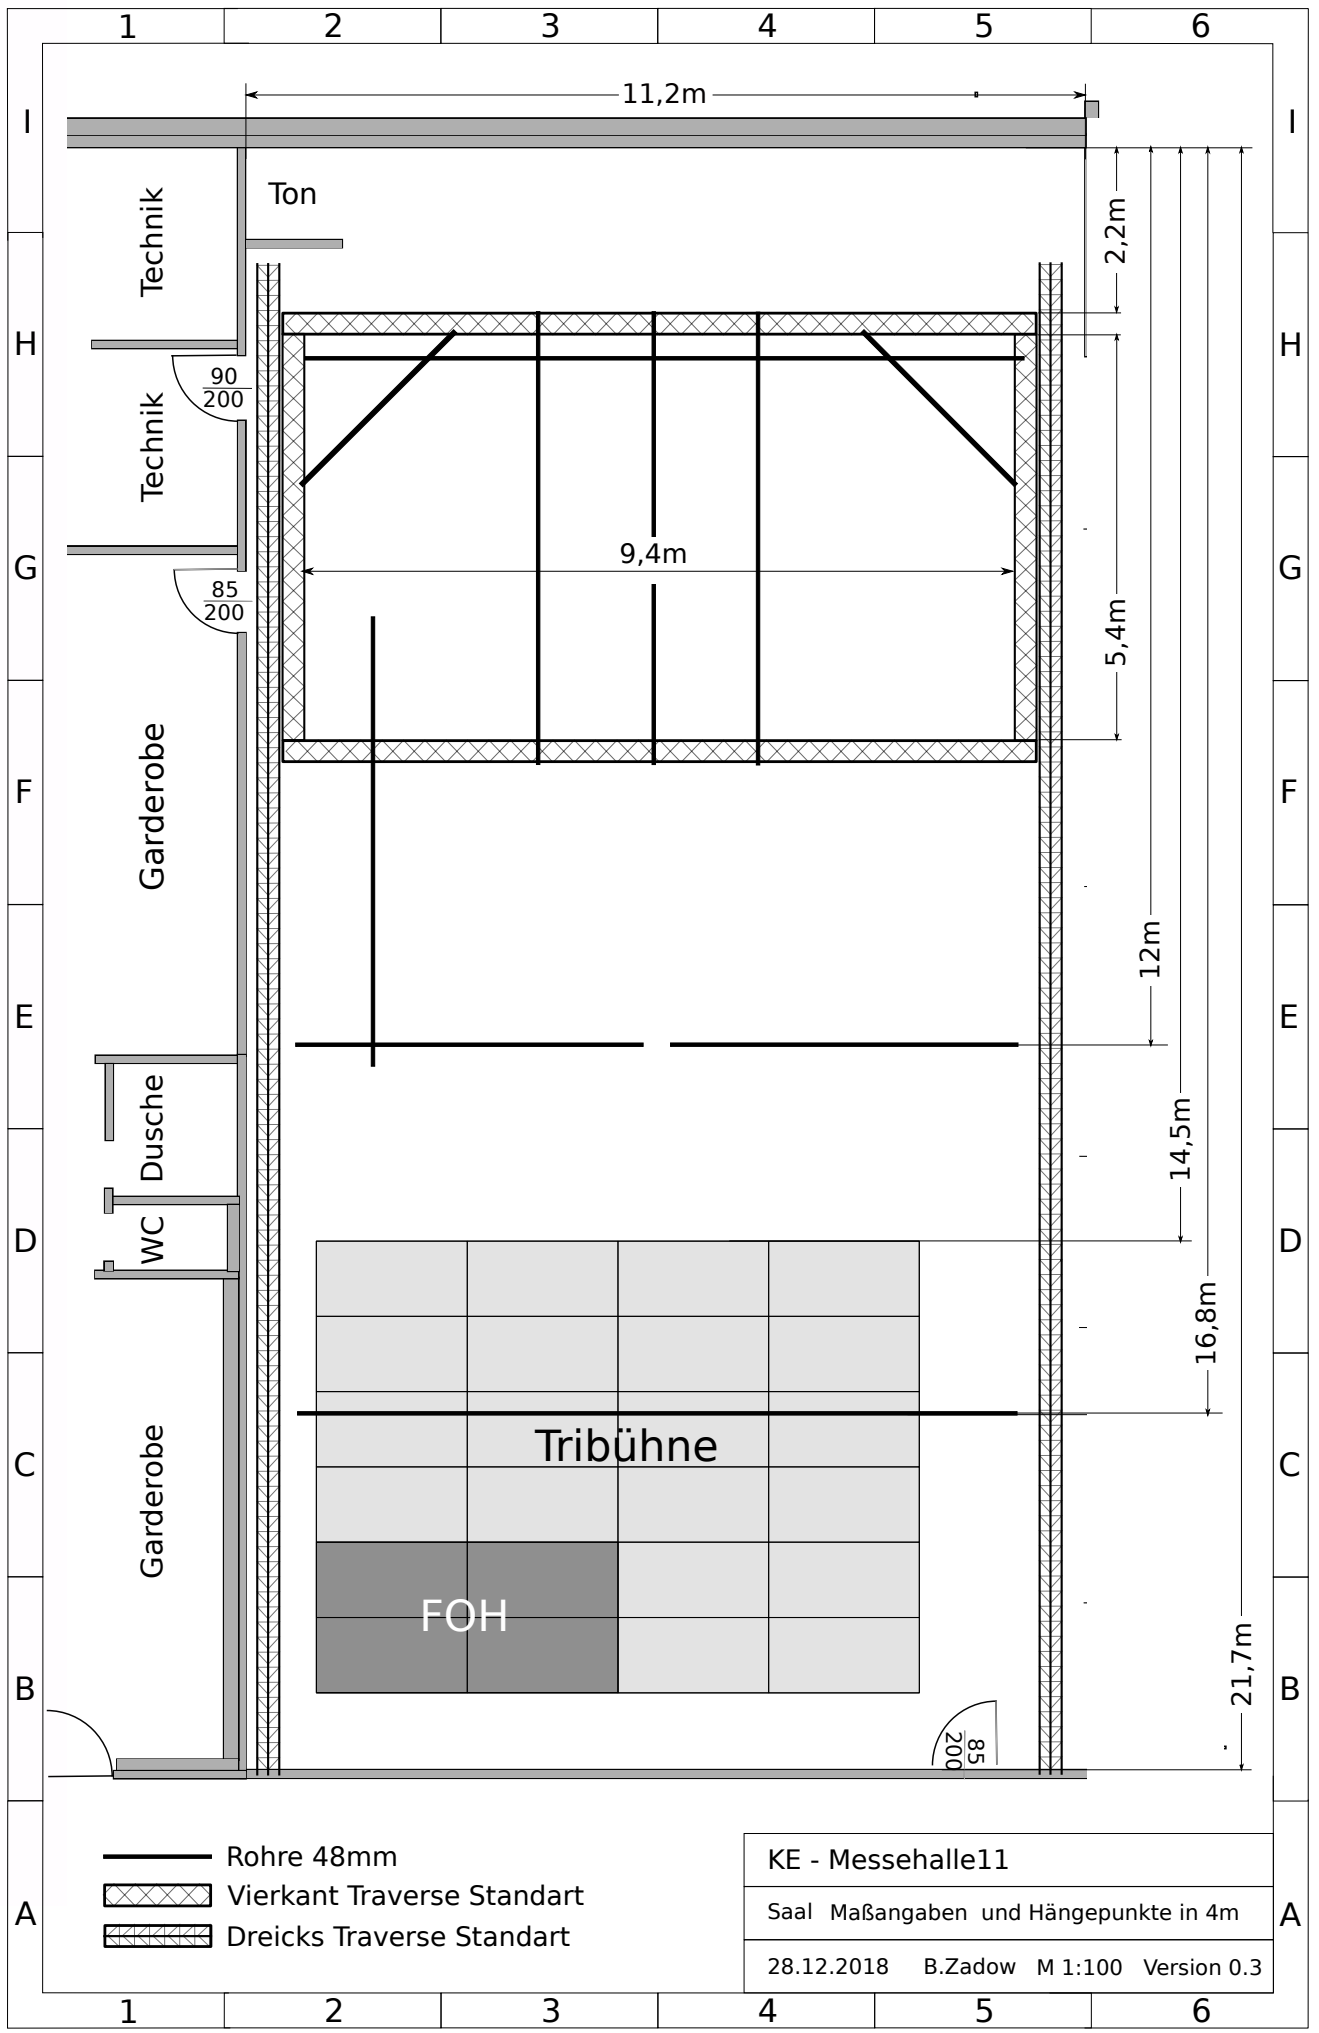 1 2 3 4 5 6
11,2m
I I
Ton
Technik
2,2m
H H
90
200
Technik
9,4m
G G
85
200
5,4m
Garderobe
F F
12m
E E
Dusche
14,5m
WC
D D
16,8m
Tribühne
C C
Garderobe
FOH
21,7m
B B
85
200
Rohre 48mm
Vierkant Traverse Standart
Dreicks Traverse Standart
A A
KE - Messehalle11
Saal Maßangaben und Hängepunkte in 4m
28.12.2018 B.Zadow M 1:100 Version 0.3
1 2 3 4 5 6